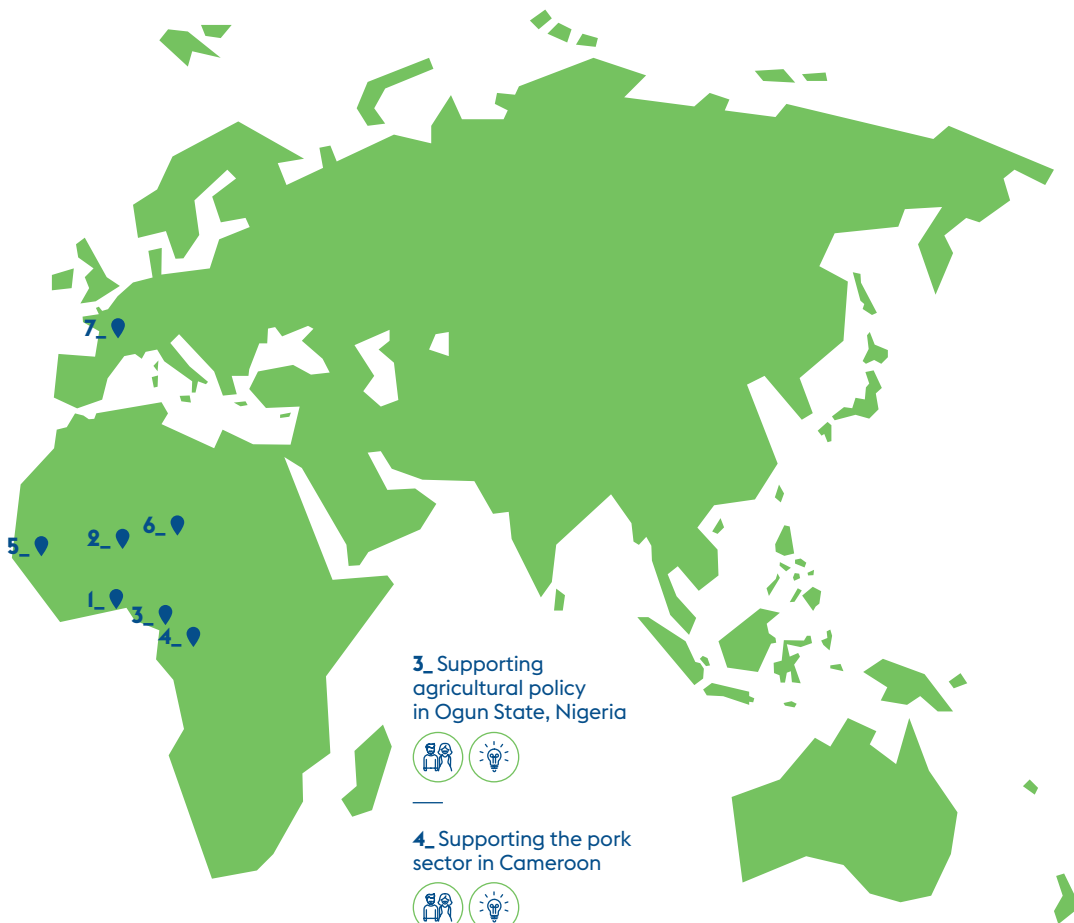 7_
6_
2_
5_
1_
3_
4_
3_ Supporting
agricultural policy
in Ogun State, Nigeria
4_ Supporting the pork
sector in Cameroon